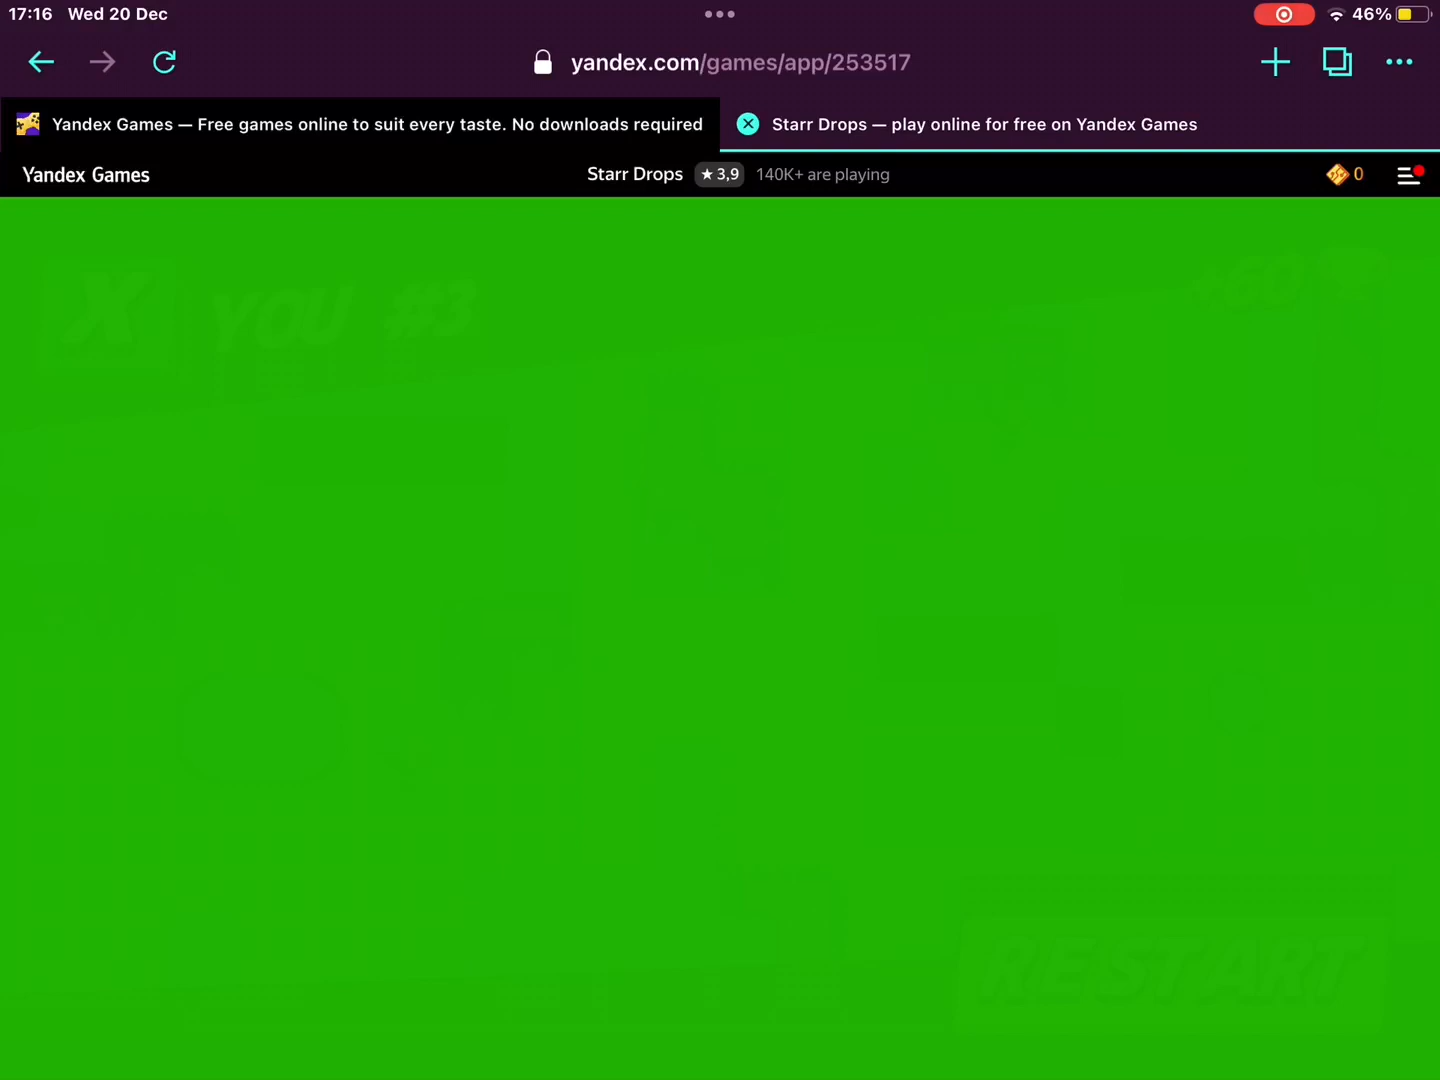 17:16 Wed 20 Dec
46%
yandex.com/games/app/253517
Yandex Games — Free games online to suit every taste. No downloads required
Starr Drops — play online for free on Yandex Games
Yandex Games
Starr Drops ★ 3,9 140K+ are playing
0
+60
X YOU #3
RESTART